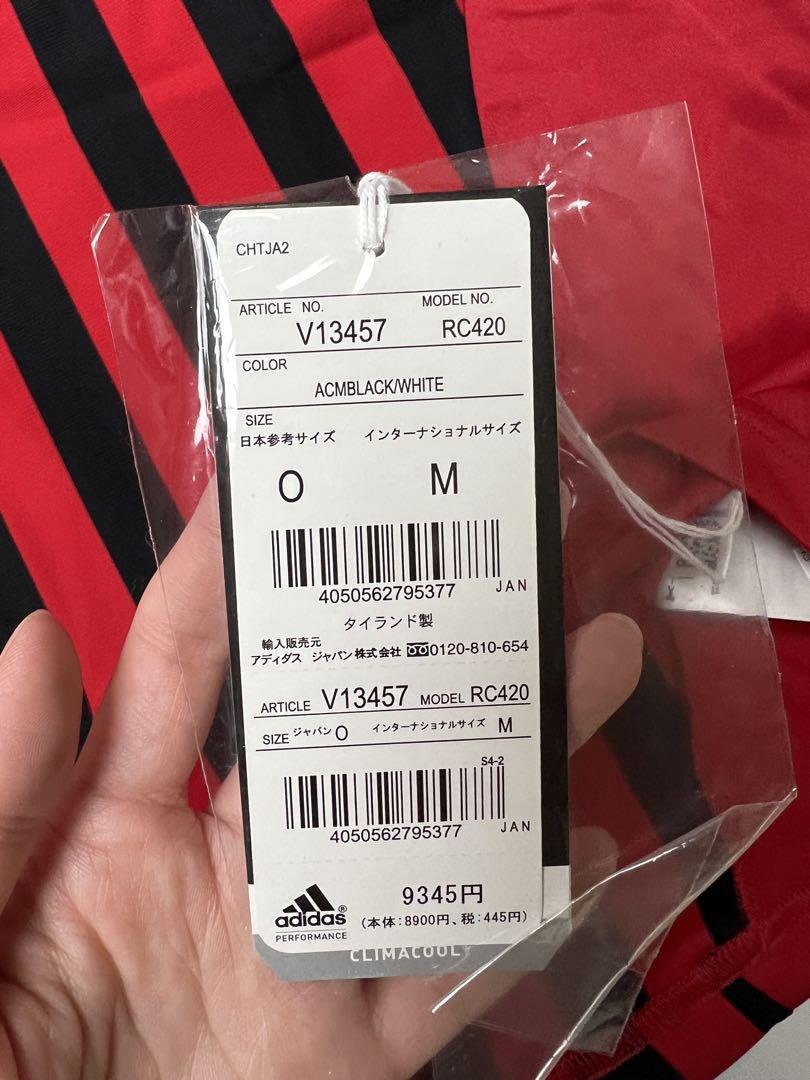 CHTJA2
ARTICLE NO. MODEL NO.
V13457 RC420
COLOR
ACMBLACK/WHITE
SIZE
日本参考サイズ インターナショナルサイズ
O M
4050562795377 JAN
タイランド製
輸入販売元
アディダス ジャパン株式会社 0120-810-654
ARTICLE V13457 MODEL RC420
SIZE ジャパン O インターナショナルサイズ M
S4-2
4050562795377 JAN
9345円
(本体:8900円、税:445円)
adidas®
PERFORMANCE
CLIMACOOL